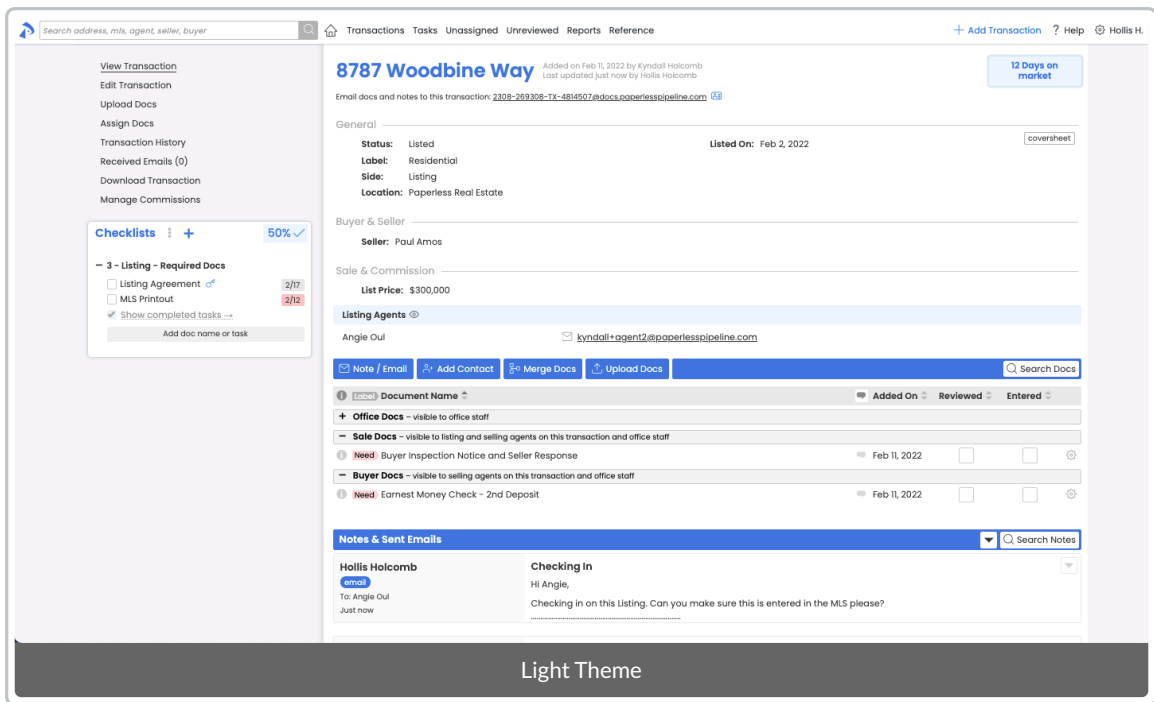 Search address, mls, agent, seller, buyer
Transactions Tasks Unassigned Unreviewed Reports Reference
+ Add Transaction ? Help Hollis H.
View Transaction
Edit Transaction
Upload Docs
Assign Docs
Transaction History
Received Emails (0)
Download Transaction
Manage Commissions
Checklists + 50%
3 - Listing - Required Docs
Listing Agreement 2/17
MLS Printout 2/12
Show completed tasks →
Add doc name or task
8787 Woodbine Way
Added on Feb 11, 2022 by Kyndall Holcomb
Last updated just now by Hollis Holcomb
12 Days on
market
Email docs and notes to this transaction: 2308-269308-TX-4814507@docs.paperlesspipeline.com
General
coversheet
Status: Listed Listed On: Feb 2, 2022
Label: Residential
Side: Listing
Location: Paperless Real Estate
Buyer & Seller
Seller: Paul Amos
Sale & Commission
List Price: $300,000
Listing Agents
Angie Oul kyndall+agent2@paperlesspipeline.com
Note / Email Add Contact Merge Docs Upload Docs Search Docs
Label Document Name Added On Reviewed Entered
+ Office Docs - visible to office staff
- Sale Docs - visible to listing and selling agents on this transaction and office staff
Need Buyer Inspection Notice and Seller Response Feb 11, 2022
- Buyer Docs - visible to selling agents on this transaction and office staff
Need Earnest Money Check - 2nd Deposit Feb 11, 2022
Notes & Sent Emails Search Notes
Hollis Holcomb
email
To: Angie Oul
Just now
Checking In
Hi Angie,
Checking in on this Listing. Can you make sure this is entered in the MLS please?
Light Theme